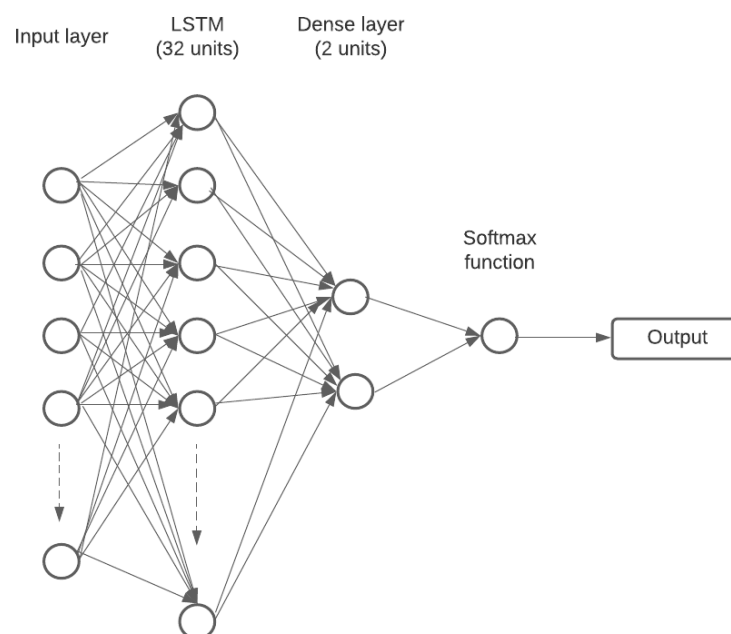 Input layer
LSTM
(32 units)
Dense layer
(2 units)
Softmax
function
Output